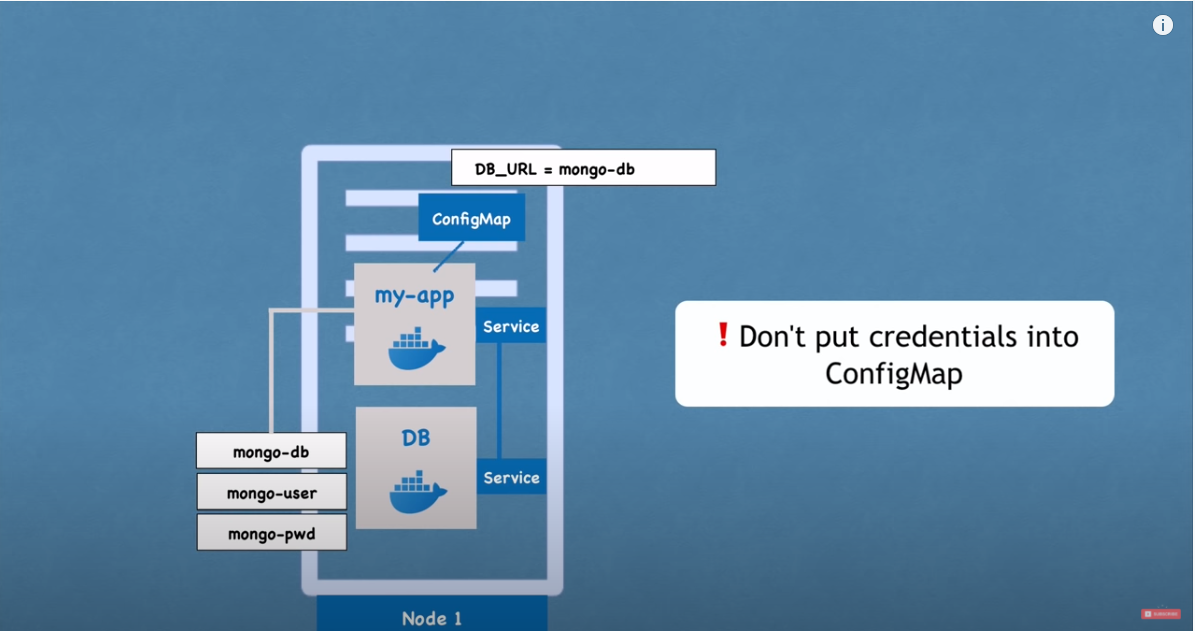 DB_URL = mongo-db
ConfigMap
my-app
Service
! Don't put credentials into
ConfigMap
DB
mongo-db
Service
mongo-user
mongo-pwd
Node 1
SUBSCRIBE